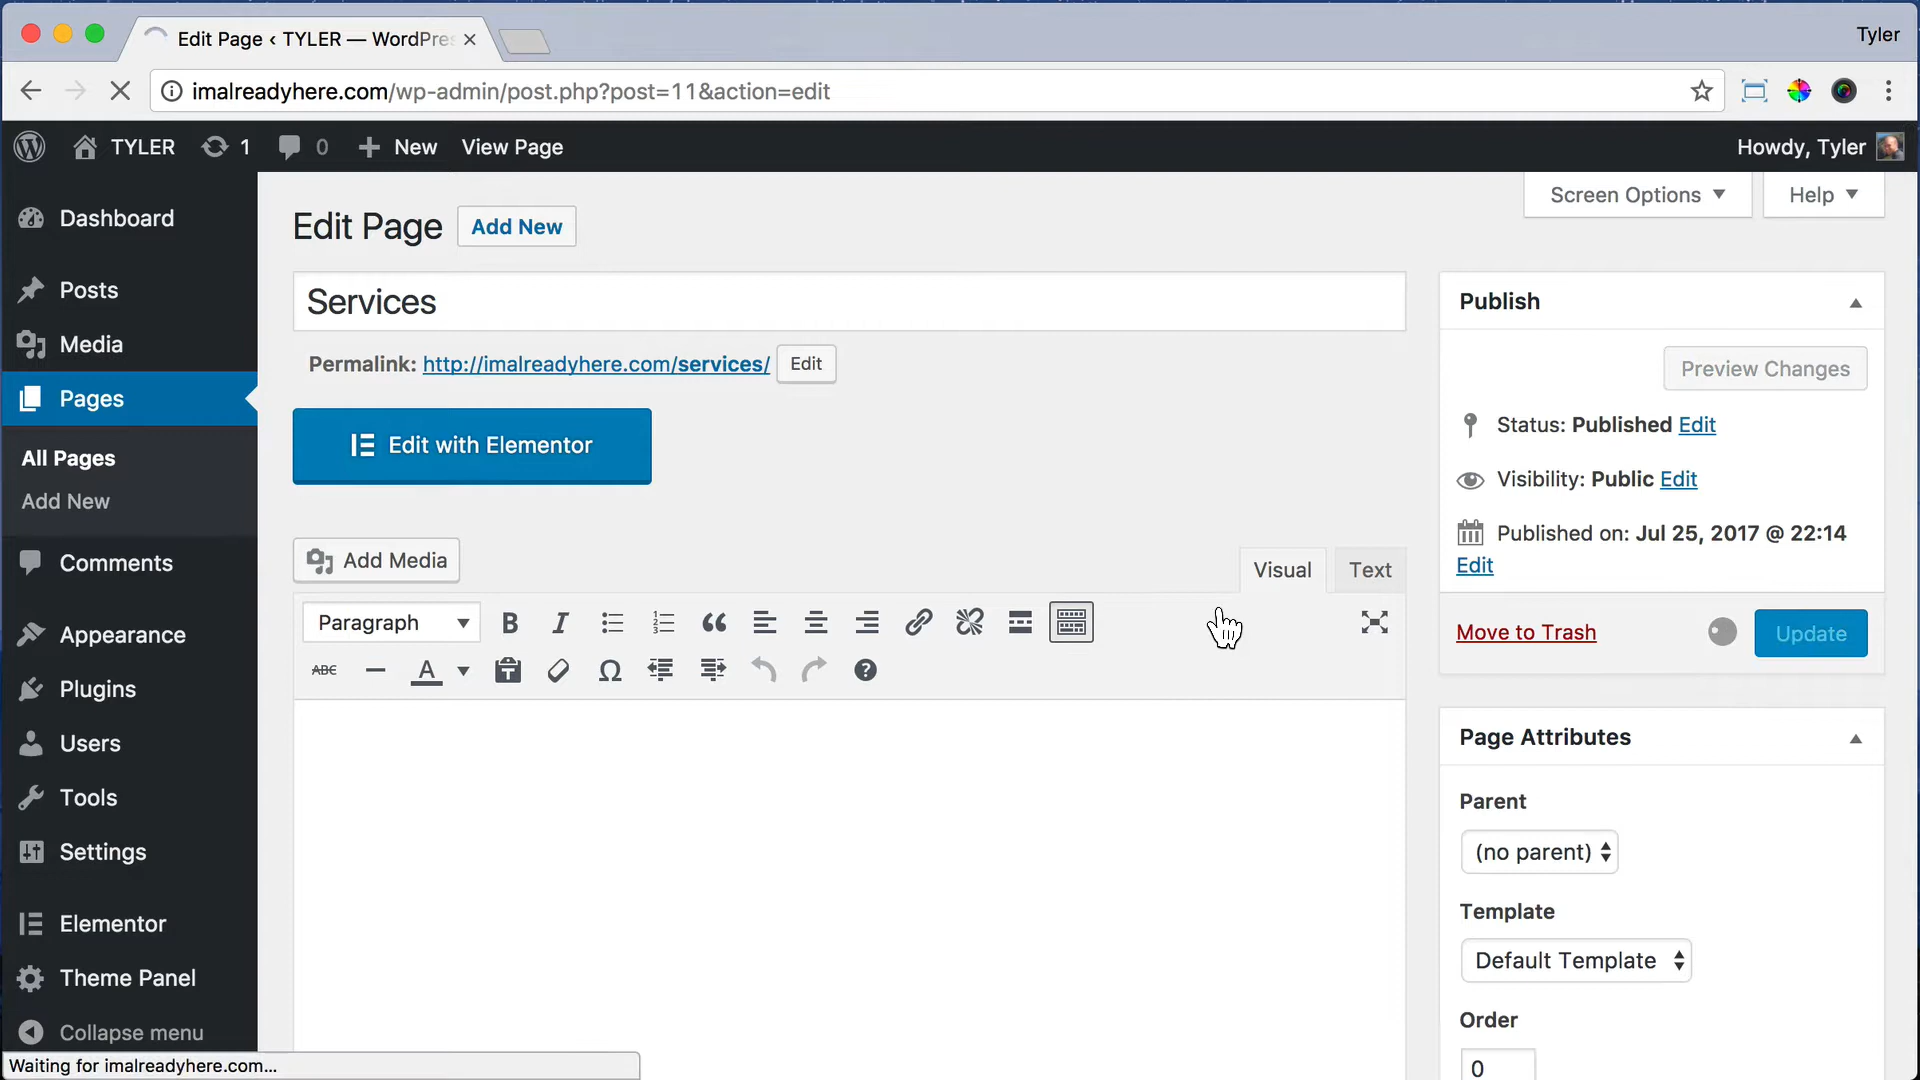 Edit Page ‹ TYLER — WordPre
Tyler
imalreadyhere.com/wp-admin/post.php?post=11&action=edit
TYLER
1
0
New
View Page
Howdy, Tyler
Screen Options
Help
Dashboard
Posts
Media
Pages
All Pages
Add New
Comments
Appearance
Plugins
Users
Tools
Settings
Elementor
Theme Panel
Collapse menu
Edit Page
Add New
Services
Permalink: http://imalreadyhere.com/services/
Edit
Edit with Elementor
Add Media
Visual
Text
Paragraph
B
I
ABC
A
Ω
Publish
Preview Changes
Status: Published Edit
Visibility: Public Edit
Published on: Jul 25, 2017 @ 22:14
Edit
Move to Trash
Update
Page Attributes
Parent
(no parent)
Template
Default Template
Order
0
Waiting for imalreadyhere.com...